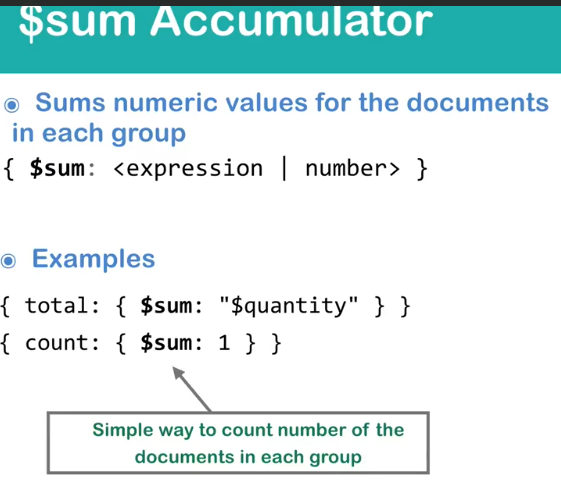 $sum Accumulator
Sums numeric values for the documents
in each group
{ $sum: <expression | number> }
Examples
{ total: { $sum: "$quantity" } }
{ count: { $sum: 1 } }
Simple way to count number of the
documents in each group